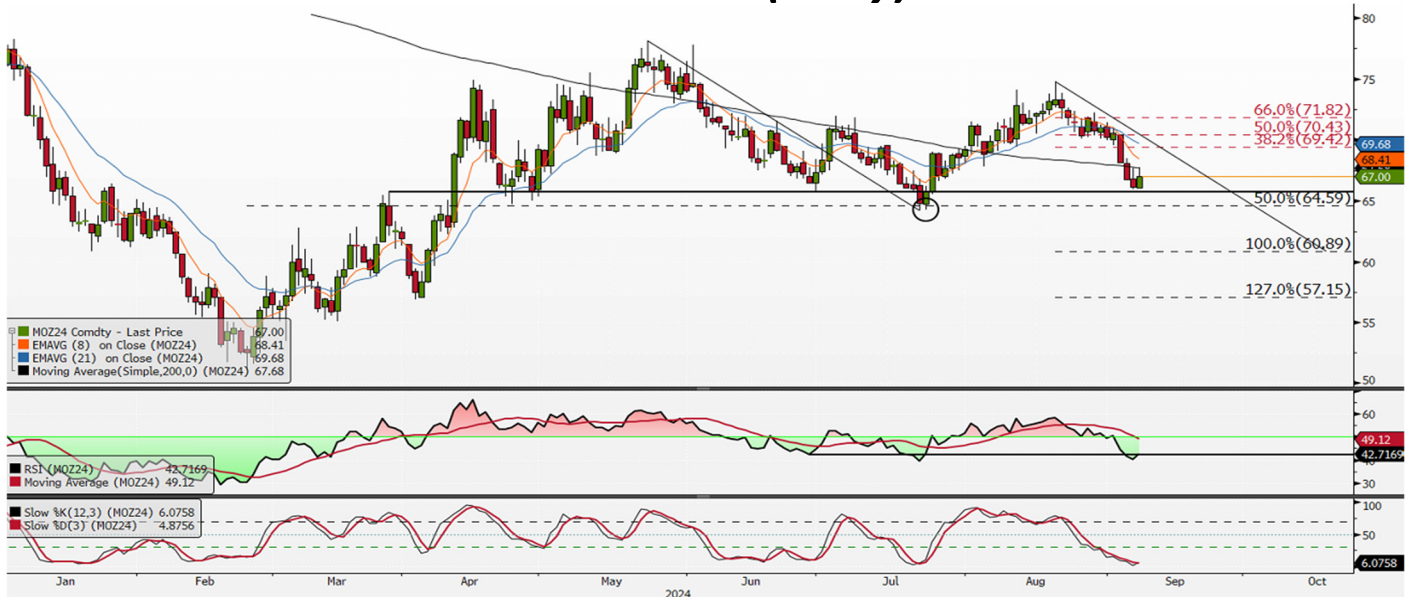 80
75
66.0%(71.82)
50.0%(70.43)
38.2%(69.42)
69.68
68.41
67.00
65
50.0%(64.59)
100.0%(60.89)
60
127.0%(57.15)
55
50
MOZ24 Comdty - Last Price 67.00
EMAVG (8) on Close (MOZ24) 68.41
EMAVG (21) on Close (MOZ24) 69.68
Moving Average(Simple,200,0) (MOZ24) 67.68
60
49.12
42.7169
30
RSI (MOZ24) 42.7169
Moving Average (MOZ24) 49.12
100
50
6.0758
Slow %K(12,3) (MOZ24) 6.0758
Slow %D(3) (MOZ24) 4.8756
Jan Feb Mar Apr May Jun Jul Aug Sep Oct
2024